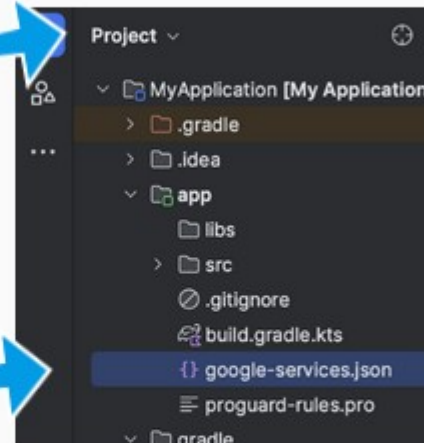 Project
MyApplication [My Application
.gradle
.idea
app
libs
src
.gitignore
build.gradle.kts
google-services.json
proguard-rules.pro
gradle